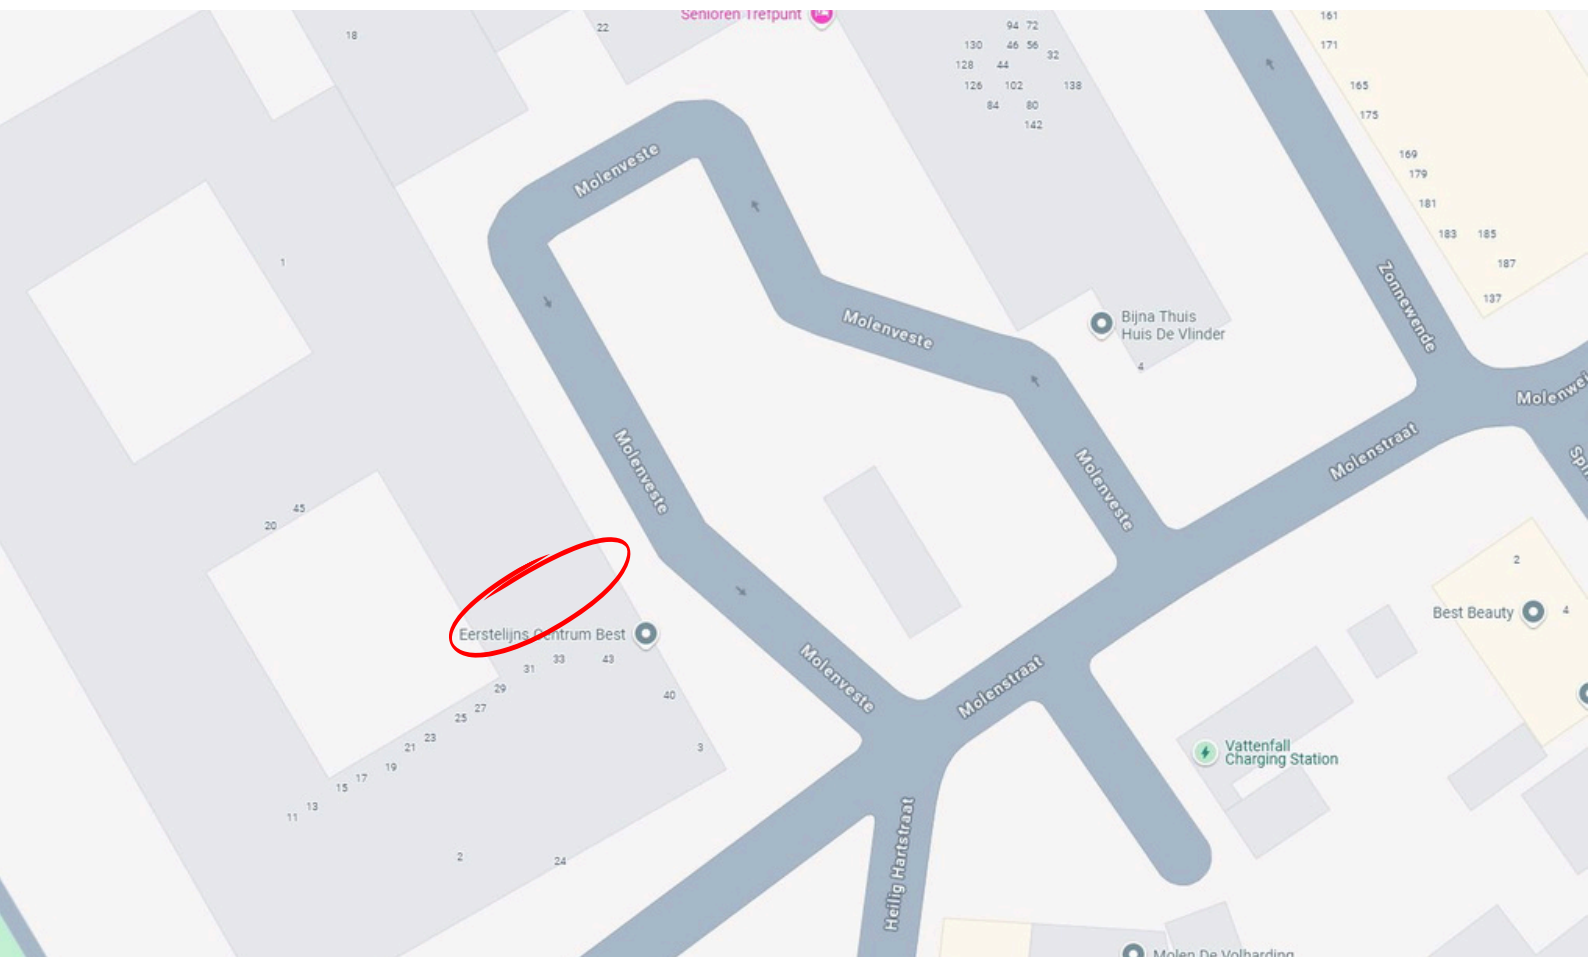 Senioren Trefpunt
18
22
94 72
130 46 56
32
128 44
126 102 138
84 80
142
161
171
165
175
169
179
181
183 185
187
137
Molenveste
1
Zonnewende
Molenveste
Bijna Thuis
Huis De Vlinder
4
Molenveste
Molenveste
Molenstraat
45
20
2
Best Beauty
4
Eerstelijns Centrum Best
31 33 43
29
40
27
25
23
21
19
17
15
13
11
3
Molenveste
Molenstraat
Vattenfall
Charging Station
2
24
Heilig Hartstraat
Molen De Volharding